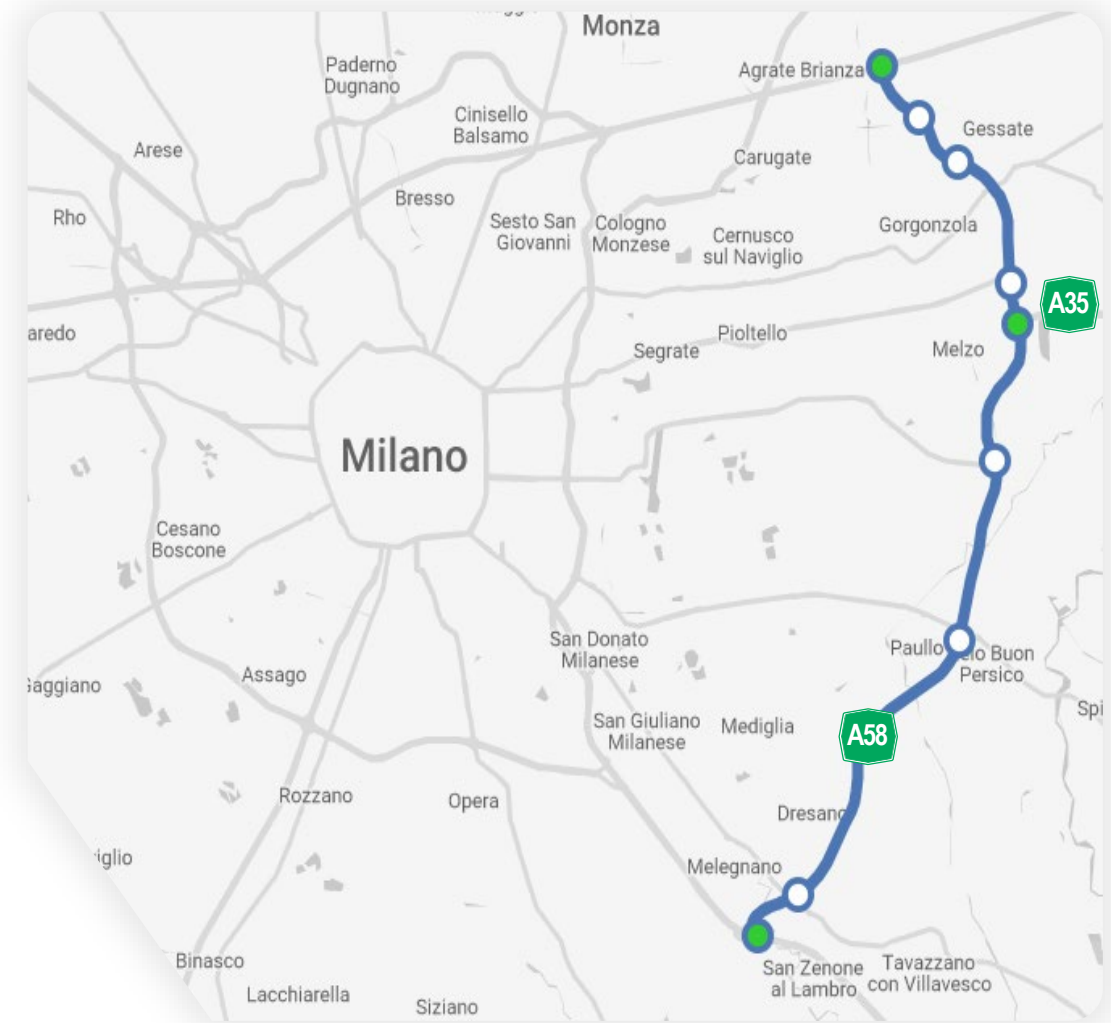 Monza
Paderno
Dugnano
Agrate Brianza
Cinisello
Balsamo
Gessate
Arese
Carugate
Bresso
Rho
Sesto San
Giovanni
Cologno
Monzese
Cernusco
sul Naviglio
Gorgonzola
A35
aredo
Pioltello
Segrate
Melzo
Milano
Cesano
Boscone
San Donato
Milanese
Paullo
lo Buon
Persico
Assago
Gaggiano
San Giuliano
Milanese
Mediglia
Spi
A58
Rozzano
Opera
Dresano
iglio
Melegnano
Binasco
San Zenone
al Lambro
Tavazzano
con Villavesco
Lacchiarella
Siziano